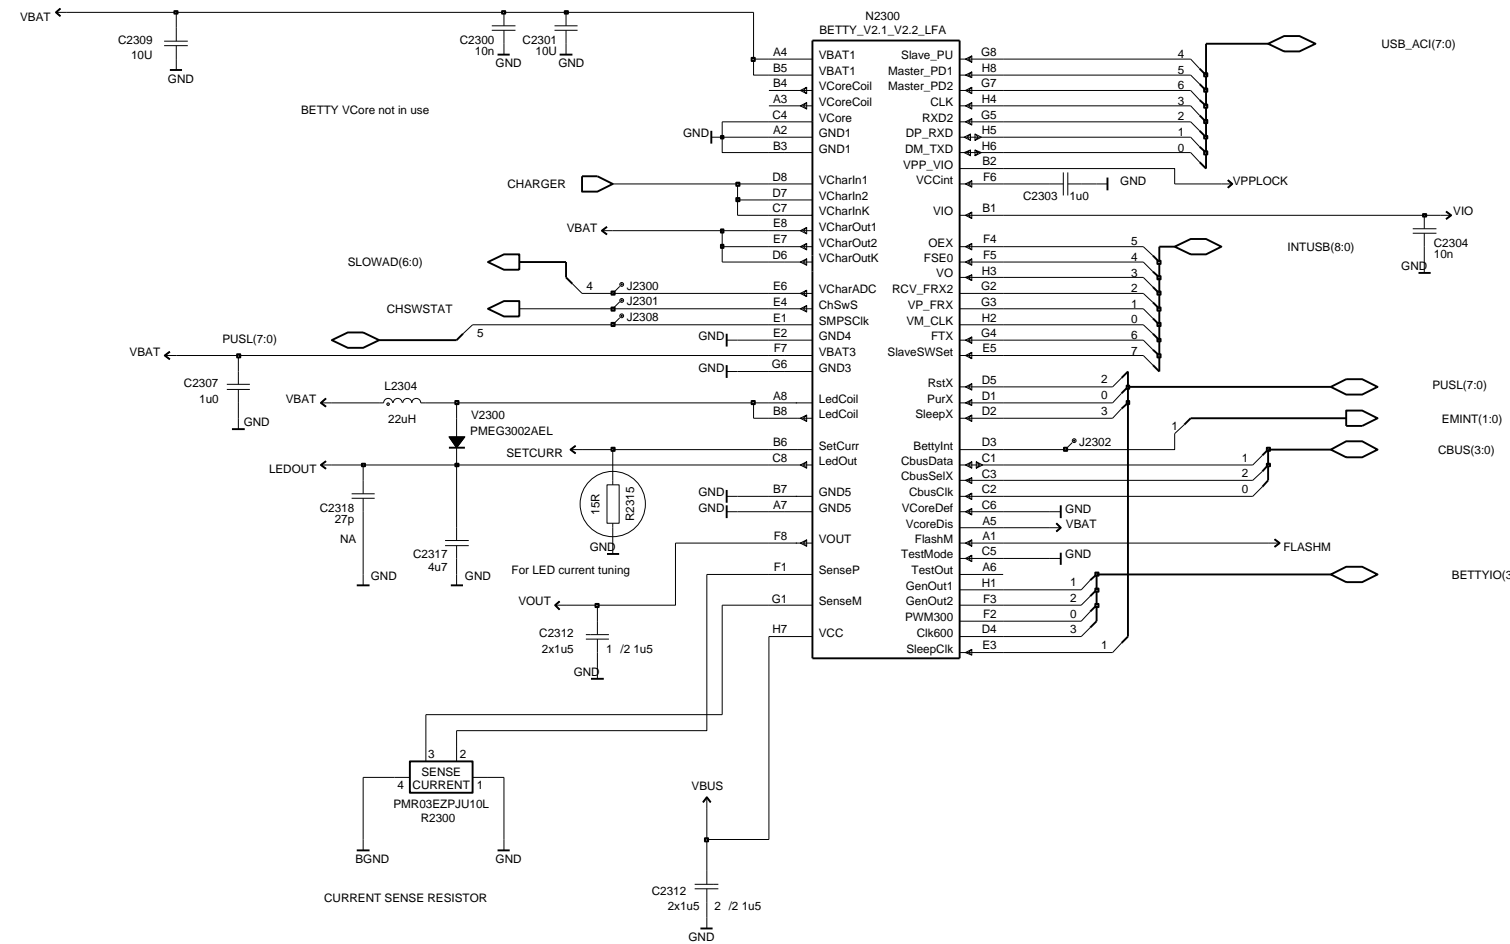 N2300
BETTY_V2.1_V2.2_LFA
VBAT
C2309
10U
GND
C2300
10n
GND
C2301
10U
GND
BETTY VCore not in use
A4 VBAT1
B5 VBAT1
B4 VCoreCoil
A3 VCoreCoil
C4 VCore
GND A2 GND1
B3 GND1
CHARGER D8 VCharIn1
D7 VCharIn2
C7 VCharInK
VBAT E8 VCharOut1
E7 VCharOut2
D6 VCharOutK
SLOWAD(6:0)
4 J2300 E6 VCharADC
CHSWSTAT J2301 E4 ChSwS
J2308 E1 SMPSClk
PUSL(7:0) 5
GND E2 GND4
VBAT F7 VBAT3
GND G6 GND3
C2307
1u0
GND
VBAT L2304 A8 LedCoil
22uH B8 LedCoil
V2300
PMEG3002AEL
SETCURR B6 SetCurr
LEDOUT C8 LedOut
15R
R2315
GND
GND B7 GND5
GND A7 GND5
C2318
27p
NA
GND
C2317
4u7
GND
For LED current tuning
F8 VOUT
F1 SenseP
G1 SenseM
H7 VCC
VOUT
C2312
2x1u5 1 /2 1u5
GND
3 2
SENSE
CURRENT
4 1
PMR03EZPJU10L
R2300
BGND
GND
CURRENT SENSE RESISTOR
VBUS
C2312
2x1u5 2 /2 1u5
GND
USB_ACI(7:0)
Slave_PU G8 4
Master_PD1 H8 5
Master_PD2 G7 6
CLK H4 3
RXD2 G5 2
DP_RXD H5 1
DM_TXD H6 0
VPP_VIO B2
VPPLOCK
VCCint F6
C2303 1u0 GND
VIO B1 VIO
C2304
10n
GND
INTUSB(8:0)
OEX F4 5
FSE0 F5 4
VO H3 3
RCV_FRX2 G2 2
VP_FRX G3 1
VM_CLK H2 0
FTX G4 6
SlaveSWSet E5 7
RstX D5 2
PUSL(7:0)
PurX D1 0
SleepX D2 3
EMINT(1:0)
BettyInt D3 J2302 1
CBUS(3:0)
CbusData C1 1
CbusSelX C3 2
CbusClk C2 0
VCoreDef C6 GND
VcoreDis A5 VBAT
FlashM A1 FLASHM
TestMode C5 GND
TestOut A6
BETTYIO(3
GenOut1 H1 1
GenOut2 F3 2
PWM300 F2 0
Clk600 D4 3
SleepClk E3 1